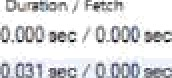 Duration / Fetch
0.000 sec / 0.000 sec
0.031 sec / 0.000 sec